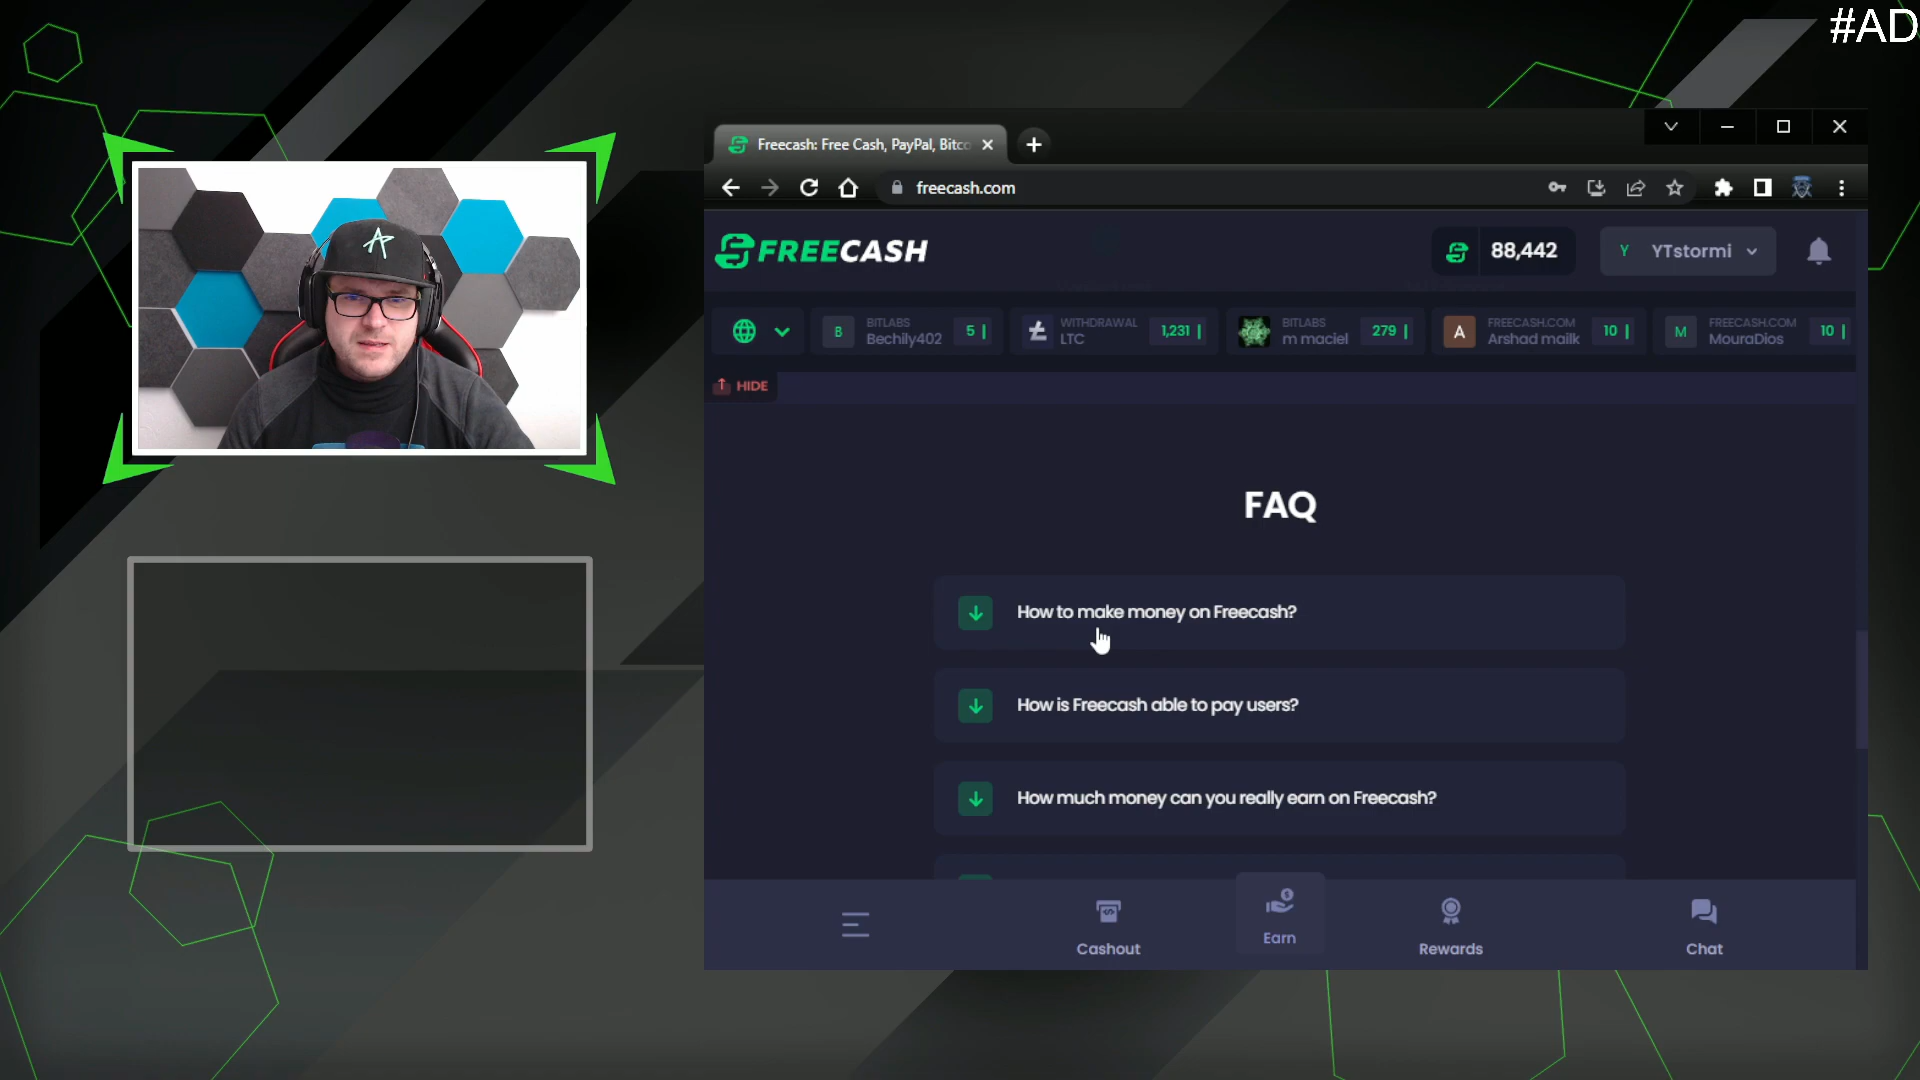 #AD
Freecash: Free Cash, PayPal, Bitco
freecash.com
FREECASH
88,442
Y YTstormi
B BITLABS Bechily402 5
WITHDRAWAL LTC 1,231
BITLABS m maciel 279
A FREECASH.COM Arshad mailk 10
M FREECASH.COM MouraDios 10
HIDE
FAQ
How to make money on Freecash?
How is Freecash able to pay users?
How much money can you really earn on Freecash?
Cashout
Earn
Rewards
Chat